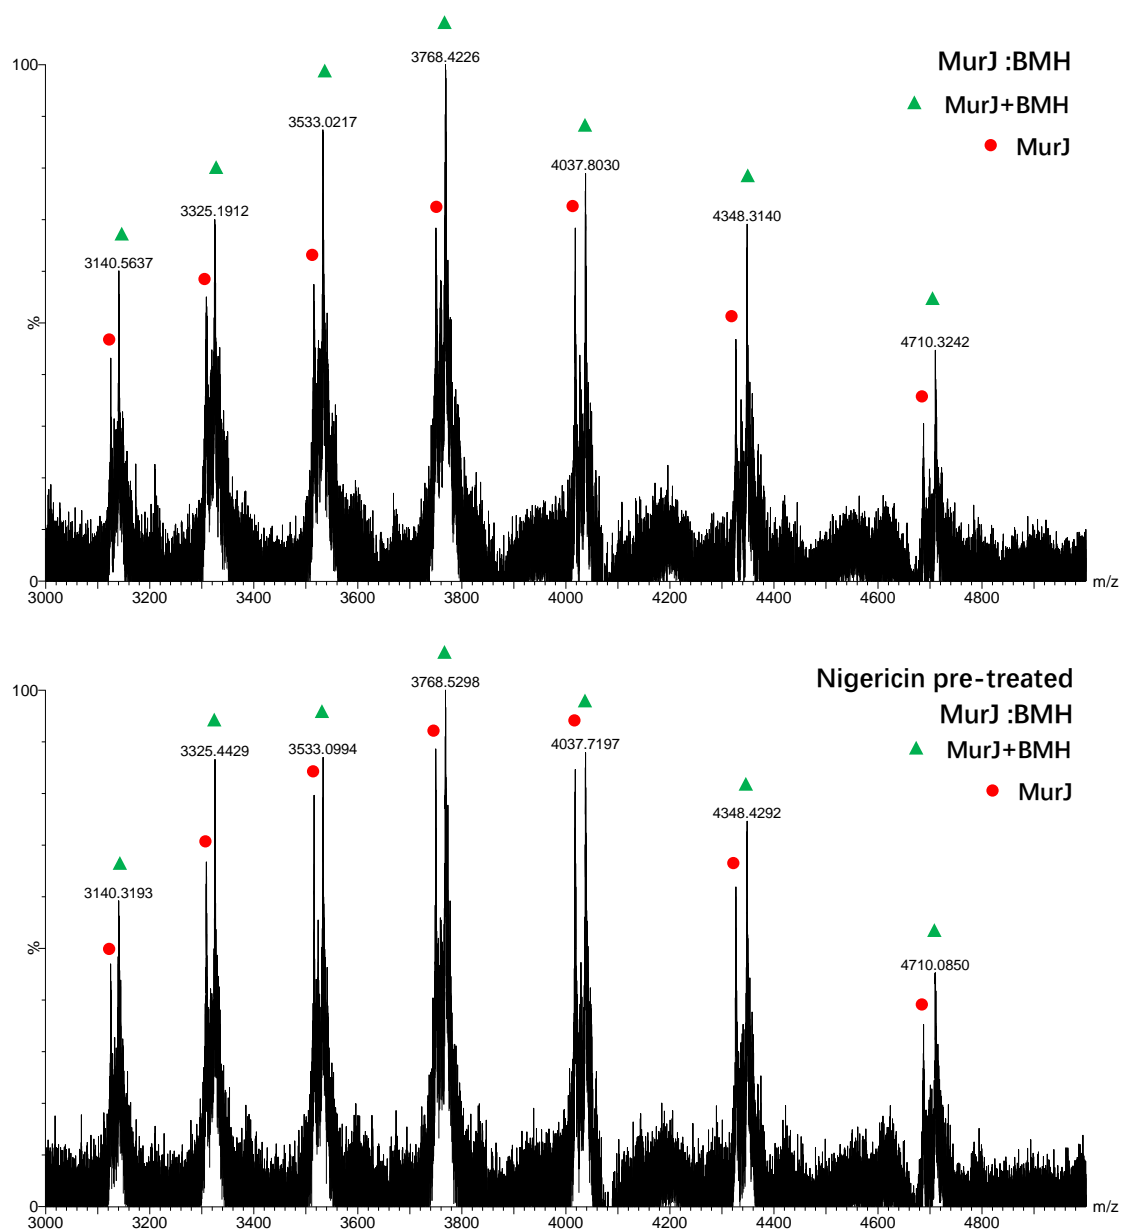 3768.4226
100
MurJ :BMH
3533.0217
MurJ+BMH
4037.8030
MurJ
3325.1912
4348.3140
3140.5637
%
4710.3242
0
3000 3200 3400 3600 3800 4000 4200 4400 4600 4800 m/z
Nigericin pre-treated
3768.5298
100
MurJ :BMH
3325.4429
3533.0994
4037.7197
MurJ+BMH
MurJ
4348.4292
3140.3193
%
4710.0850
0
3000 3200 3400 3600 3800 4000 4200 4400 4600 4800 m/z